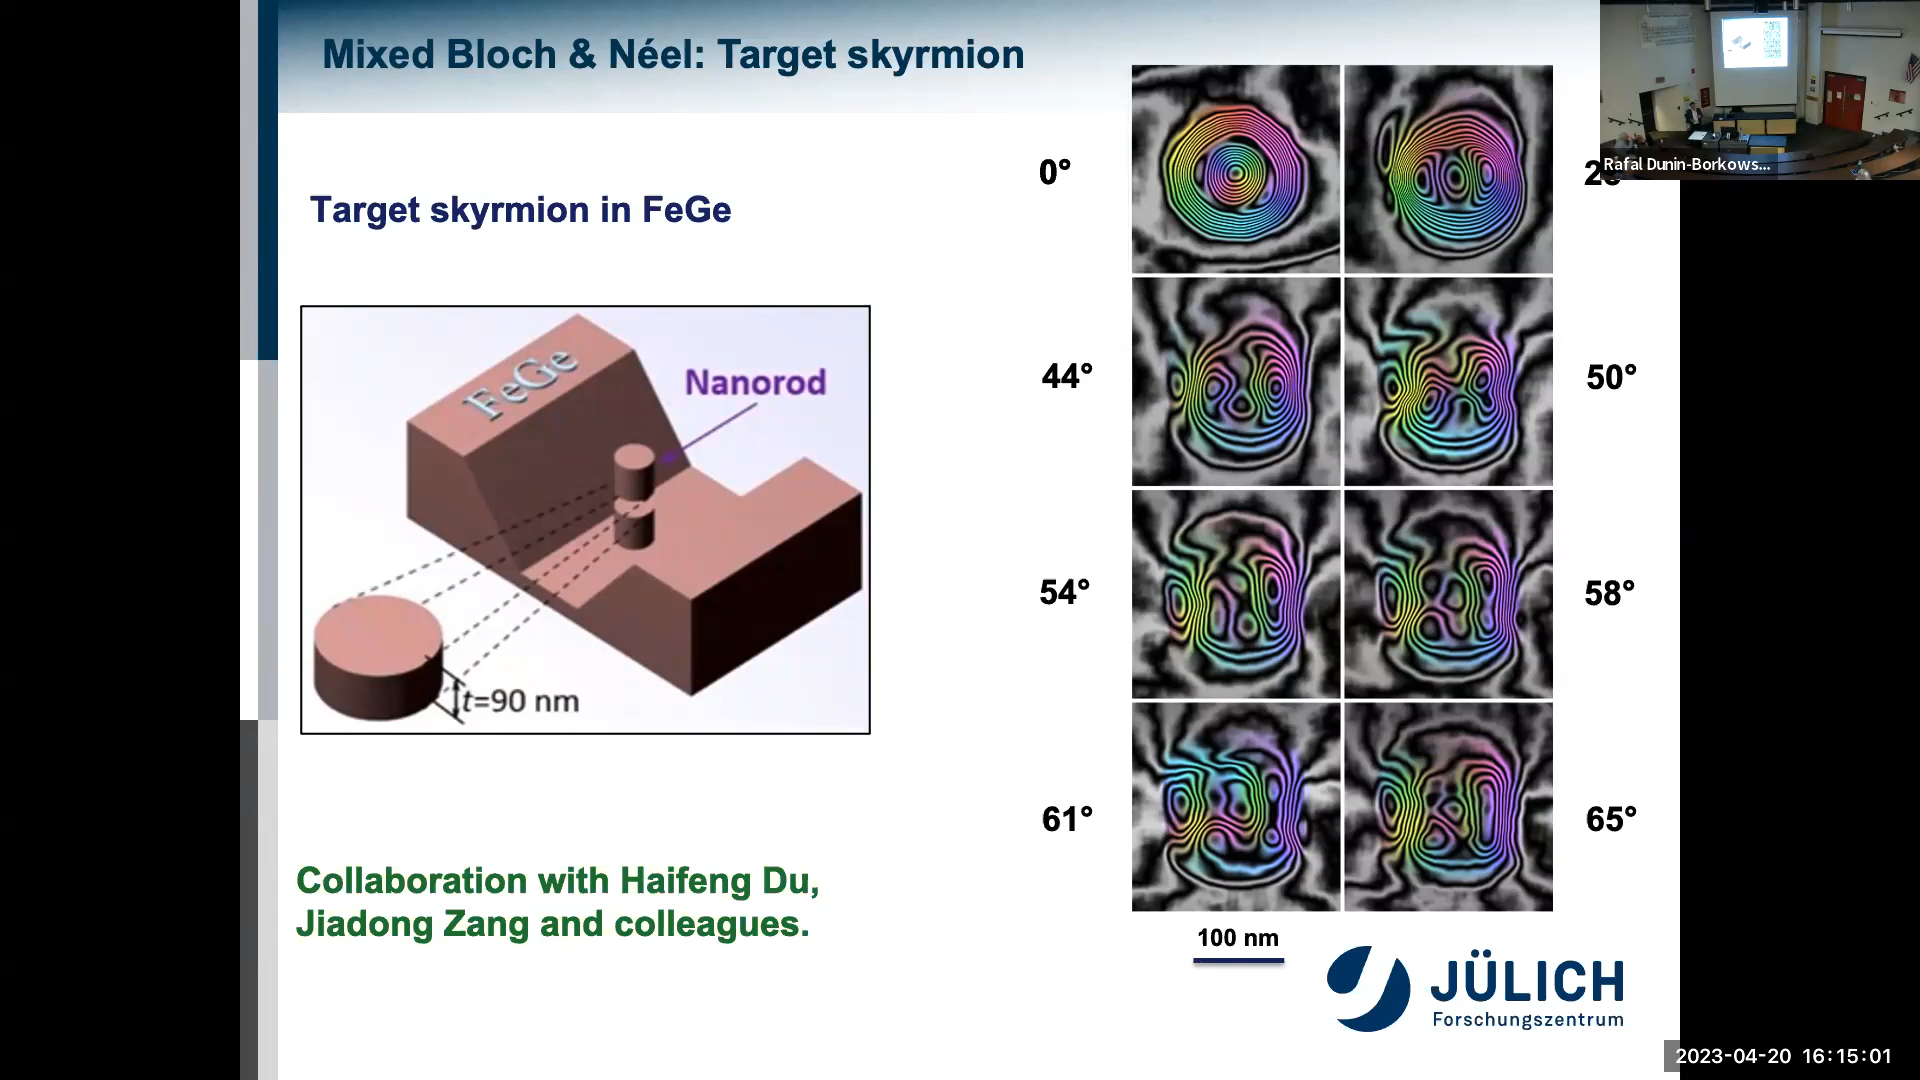 Mixed Bloch & Néel: Target skyrmion
Target skyrmion in FeGe
FeGe
Nanorod
t=90 nm
Collaboration with Haifeng Du,
Jiadong Zang and colleagues.
0°
44°
50°
54°
58°
61°
65°
100 nm
JÜLICH
Forschungszentrum
Rafal Dunin-Borkows...
2023-04-20 16:15:01